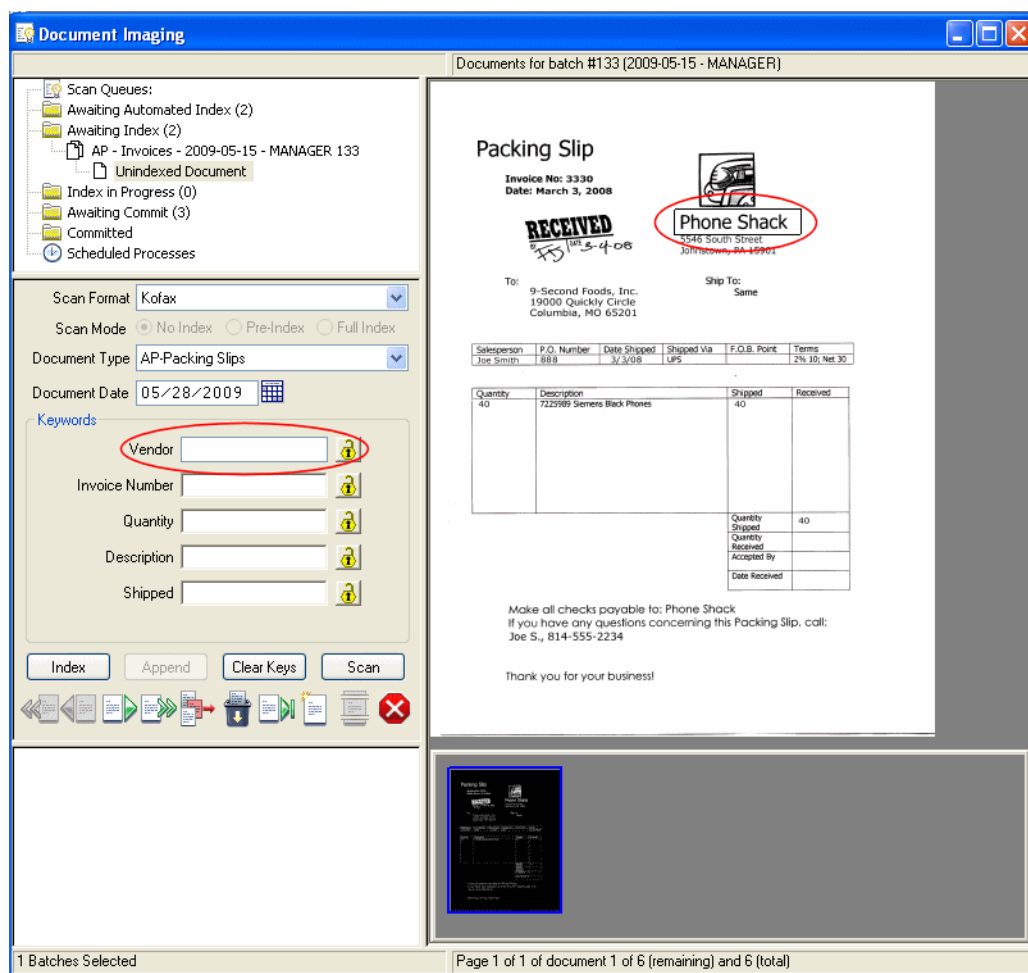 Document Imaging
Documents for batch #133 (2009-05-15 - MANAGER)
Scan Queues:
Awaiting Automated Index (2)
Awaiting Index (2)
AP - Invoices - 2009-05-15 - MANAGER 133
Unindexed Document
Index in Progress (0)
Awaiting Commit (3)
Committed
Scheduled Processes
Scan Format Kofax
Scan Mode No Index Pre-Index Full Index
Document Type AP-Packing Slips
Document Date 05/28/2009
Keywords
Vendor
Invoice Number
Quantity
Description
Shipped
Index Append Clear Keys Scan
1 Batches Selected
Packing Slip
Invoice No: 3330
Date: March 3, 2008
RECEIVED
BY FJ DATE 3-4-08
Phone Shack
5546 South Street
Johnstown, PA 15901
To:
9-Second Foods, Inc.
19000 Quickly Circle
Columbia, MO 65201
Ship To:
Same
Salesperson P.O. Number Date Shipped Shipped Via F.O.B. Point Terms
Joe Smith 888 3/3/08 UPS 2% 10; Net 30
Quantity Description Shipped Received
40 7225989 Siemens Black Phones 40
Quantity Shipped 40
Quantity Received
Accepted By
Date Received
Make all checks payable to: Phone Shack
If you have any questions concerning this Packing Slip, call:
Joe S., 814-555-2234
Thank you for your business!
Page 1 of 1 of document 1 of 6 (remaining) and 6 (total)